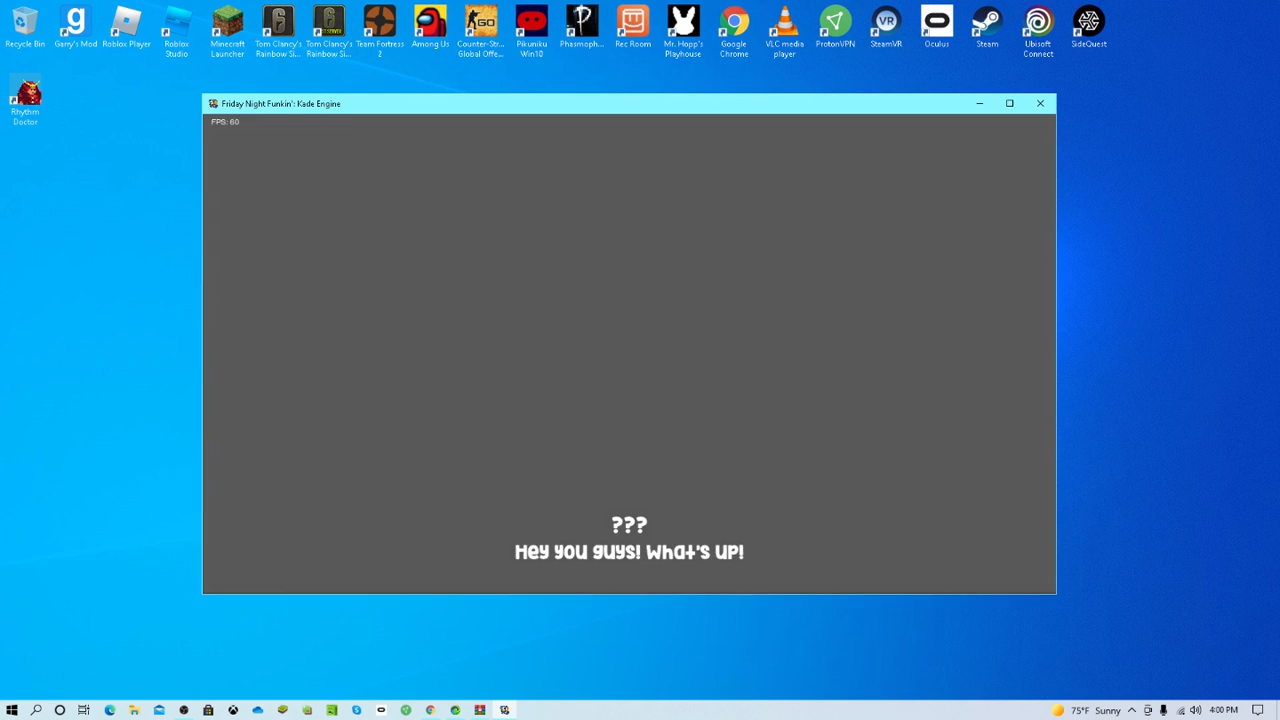 Recycle Bin
Garry's Mod
Roblox Player
Roblox
Studio
Minecraft
Launcher
Tom Clancy's
Rainbow Si...
Tom Clancy's
Rainbow Si...
Team Fortress
2
Among Us
Counter-Str...
Global Offe...
Pikuniku
Win10
Phasmoph...
Rec Room
Mr. Hopp's
Playhouse
Google
Chrome
VLC media
player
ProtonVPN
SteamVR
Oculus
Steam
Ubisoft
Connect
SideQuest
Rhythm
Doctor
Friday Night Funkin': Kade Engine
FPS: 60
???
Hey you guys! What's up!
75°F Sunny
4:00 PM